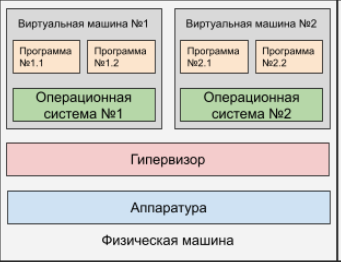 Виртуальная машина №1
Программа
№1.1
Программа
№1.2
Операционная
система №1
Виртуальная машина №2
Программа
№2.1
Программа
№2.2
Операционная
система №2
Гипервизор
Аппаратура
Физическая машина